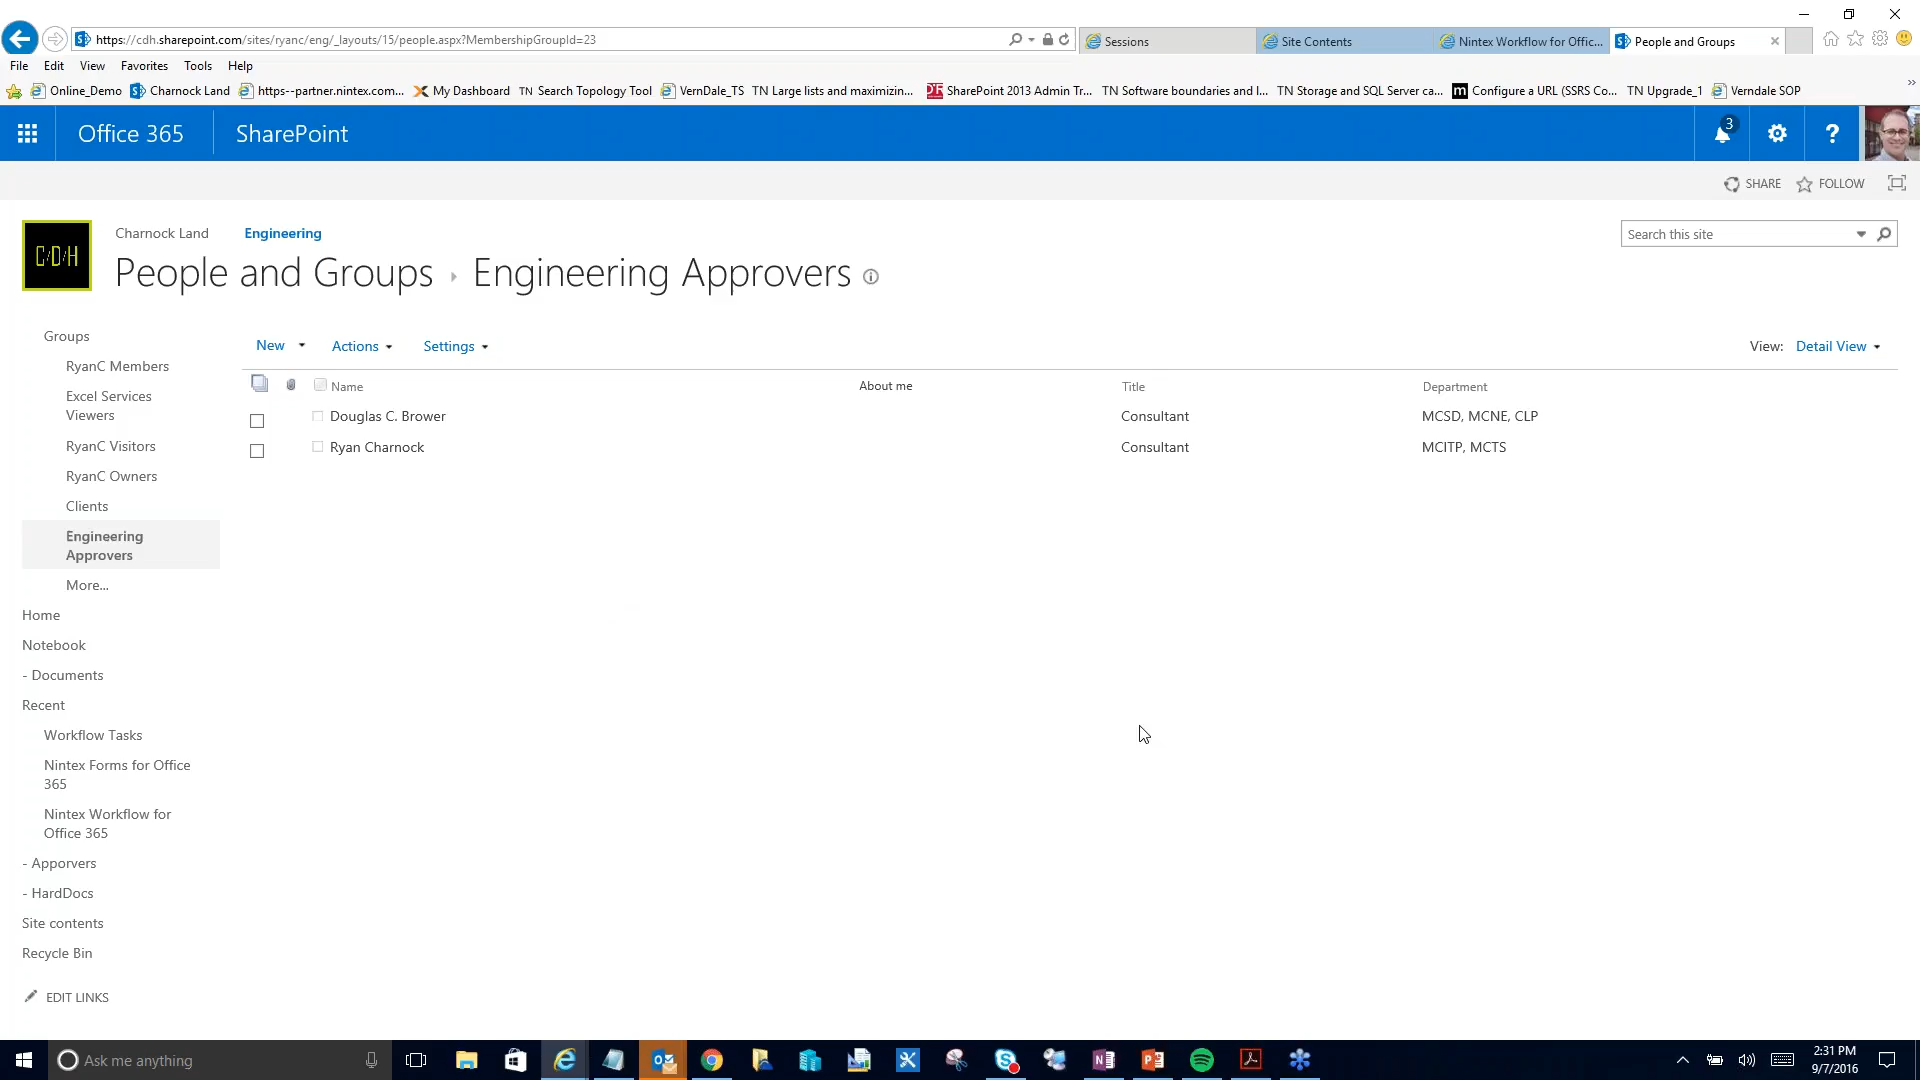 https://cdh.sharepoint.com/sites/ryanc/eng/_layouts/15/people.aspx?MembershipGroupId=23
Sessions
Site Contents
Nintex Workflow for Offic...
People and Groups
File Edit View Favorites Tools Help
Online_Demo Charnock Land https--partner.nintex.com... My Dashboard TN Search Topology Tool VernDale_TS TN Large lists and maximizin... SharePoint 2013 Admin Tr... TN Software boundaries and l... TN Storage and SQL Server ca... m Configure a URL (SSRS Co... TN Upgrade_1 Verndale SOP
Office 365 SharePoint 3 ?
SHARE FOLLOW
C/D/H
Charnock Land Engineering
Search this site
People and Groups Engineering Approvers
Groups
RyanC Members
Excel Services
Viewers
RyanC Visitors
RyanC Owners
Clients
Engineering
Approvers
More...
Home
Notebook
- Documents
Recent
Workflow Tasks
Nintex Forms for Office
365
Nintex Workflow for
Office 365
- Apporvers
- HardDocs
Site contents
Recycle Bin
EDIT LINKS
New Actions Settings View: Detail View
Name About me Title Department
Douglas C. Brower Consultant MCSD, MCNE, CLP
Ryan Charnock Consultant MCITP, MCTS
Ask me anything
2:31 PM
9/7/2016